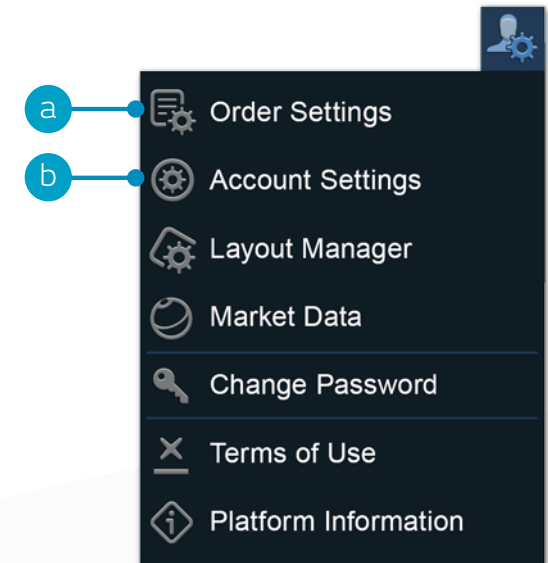 a Order Settings
b Account Settings
Layout Manager
Market Data
Change Password
Terms of Use
Platform Information